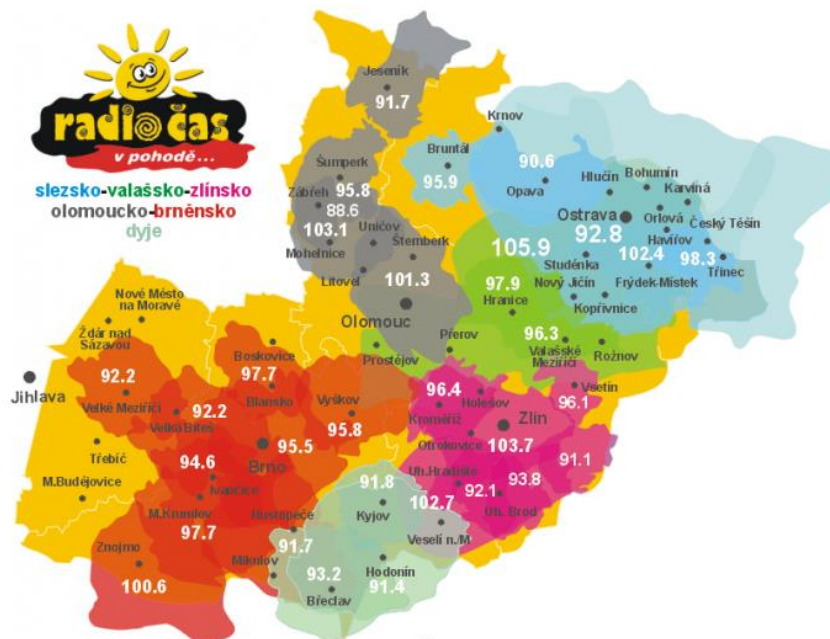 radio čas
v pohodě...
slezsko-valašsko-zlínsko
olomoucko-brněnsko
dyje
Jeseník
91.7
Krnov
Bruntál
95.9
90.6
Opava
Hlučín
Bohumín
Karviná
Ostrava
Orlová
Český Těšín
Havířov
92.8
105.9
102.4
98.3
Třinec
Studénka
Nový Jičín
Frýdek-Místek
Kopřivnice
Šumperk
95.8
Zábřeh
88.6
103.1
Uničov
Mohelnice
Šternberk
Litovel
101.3
Olomouc
97.9
Hranice
96.3
Valašské
Meziříčí
Rožnov
Přerov
Prostějov
Vsetín
96.1
Nové Město
na Moravě
Žďár nad
Sázavou
Boskovice
97.7
Blansko
Jihlava
92.2
Velké Meziříčí
92.2
Velká Bíteš
Vyškov
95.8
95.5
Brno
Třebíč
94.6
Ivančice
M.Budějovice
M.Krumlov
97.7
Hustopeče
Znojmo
100.6
Mikulov
91.7
96.4
Holešov
Kroměříž
Zlín
Otrokovice
103.7
91.1
Uh.Hradiště
92.1
93.8
Uh. Brod
91.8
Kyjov
102.7
Veselí n./M
Hodonín
93.2
91.4
Břeclav